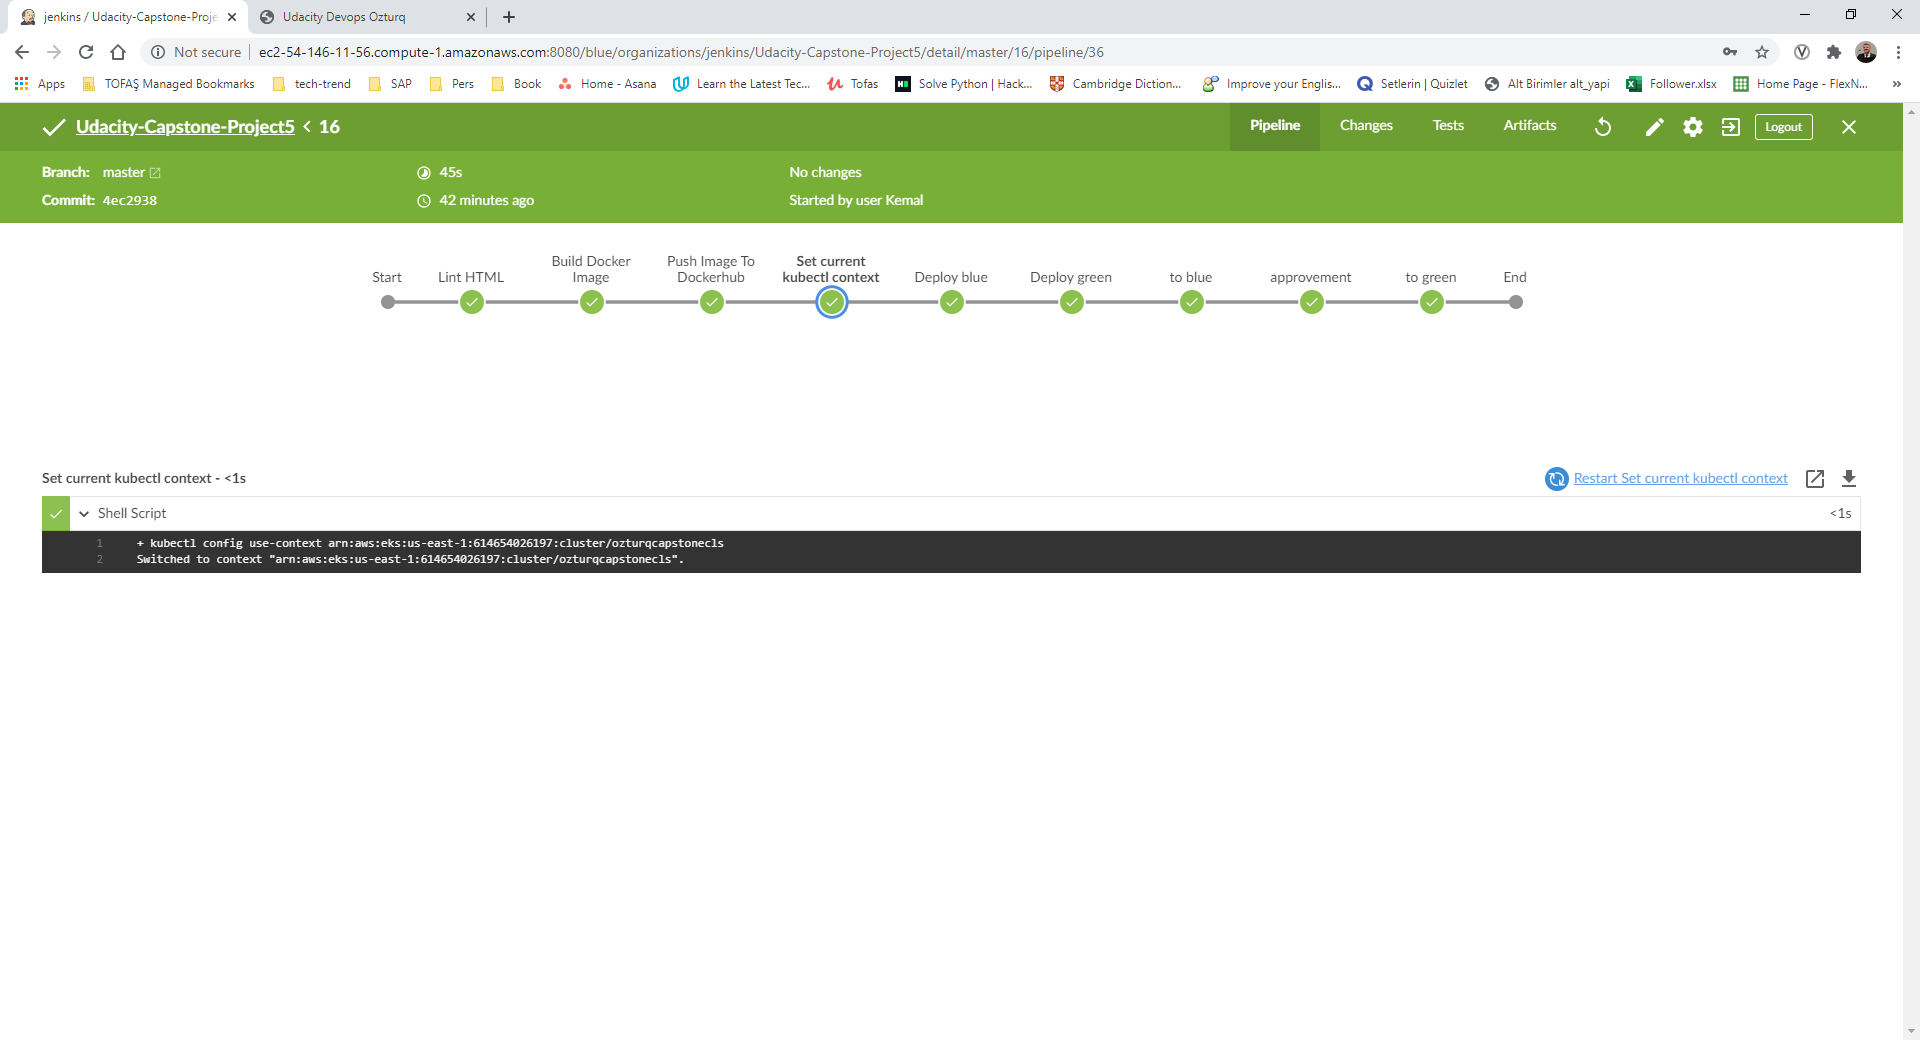 jenkins / Udacity-Capstone-Proje
Udacity Devops Ozturq
Not secure
ec2-54-146-11-56.compute-1.amazonaws.com:8080/blue/organizations/jenkins/Udacity-Capstone-Project5/detail/master/16/pipeline/36
Apps
TOFAŞ Managed Bookmarks
tech-trend
SAP
Pers
Book
Home - Asana
Learn the Latest Tec...
Tofas
Solve Python | Hack...
Cambridge Diction...
Improve your Englis...
Setlerin | Quizlet
Alt Birimler alt_yapi
Follower.xlsx
Home Page - FlexN...
»
Udacity-Capstone-Project5 < 16
Pipeline
Changes
Tests
Artifacts
Logout
Branch: master
45s
No changes
Commit: 4ec2938
42 minutes ago
Started by user Kemal
Start
Lint HTML
Build Docker
Image
Push Image To
Dockerhub
Set current
kubectl context
Deploy blue
Deploy green
to blue
approvement
to green
End
Set current kubectl context - <1s
Restart Set current kubectl context
Shell Script
<1s
1 + kubectl config use-context arn:aws:eks:us-east-1:614654026197:cluster/ozturqcapstonecls
2 Switched to context "arn:aws:eks:us-east-1:614654026197:cluster/ozturqcapstonecls".